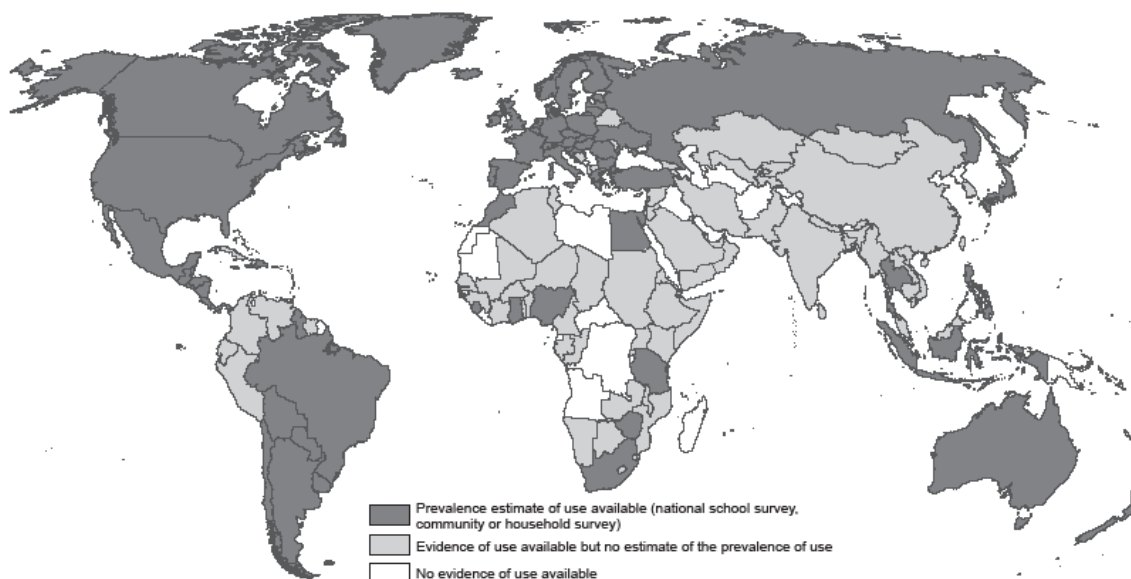 Prevalence estimate of use available (national school survey,
community or household survey)
Evidence of use available but no estimate of the prevalence of use
No evidence of use available